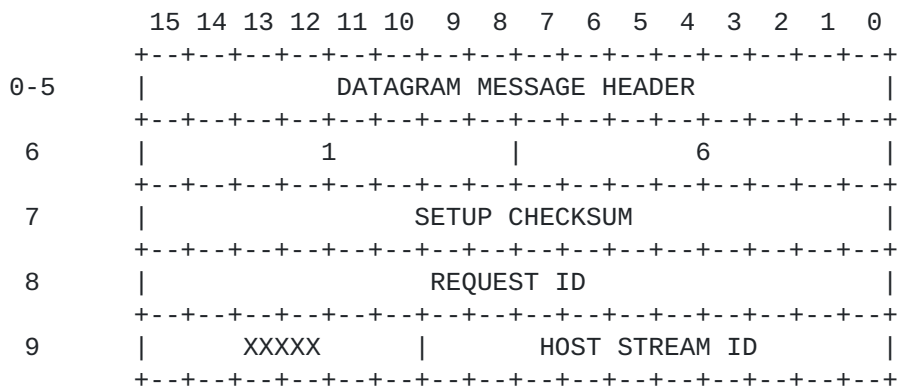 15 14 13 12 11 10 9 8 7 6 5 4 3 2 1 0
+--+--+--+--+--+--+--+--+--+--+--+--+--+--+--+--+
0-5 | DATAGRAM MESSAGE HEADER |
+--+--+--+--+--+--+--+--+--+--+--+--+--+--+--+--+
6 | 1 | 6 |
+--+--+--+--+--+--+--+--+--+--+--+--+--+--+--+--+
7 | SETUP CHECKSUM |
+--+--+--+--+--+--+--+--+--+--+--+--+--+--+--+--+
8 | REQUEST ID |
+--+--+--+--+--+--+--+--+--+--+--+--+--+--+--+--+
9 | XXXXX | HOST STREAM ID |
+--+--+--+--+--+--+--+--+--+--+--+--+--+--+--+--+